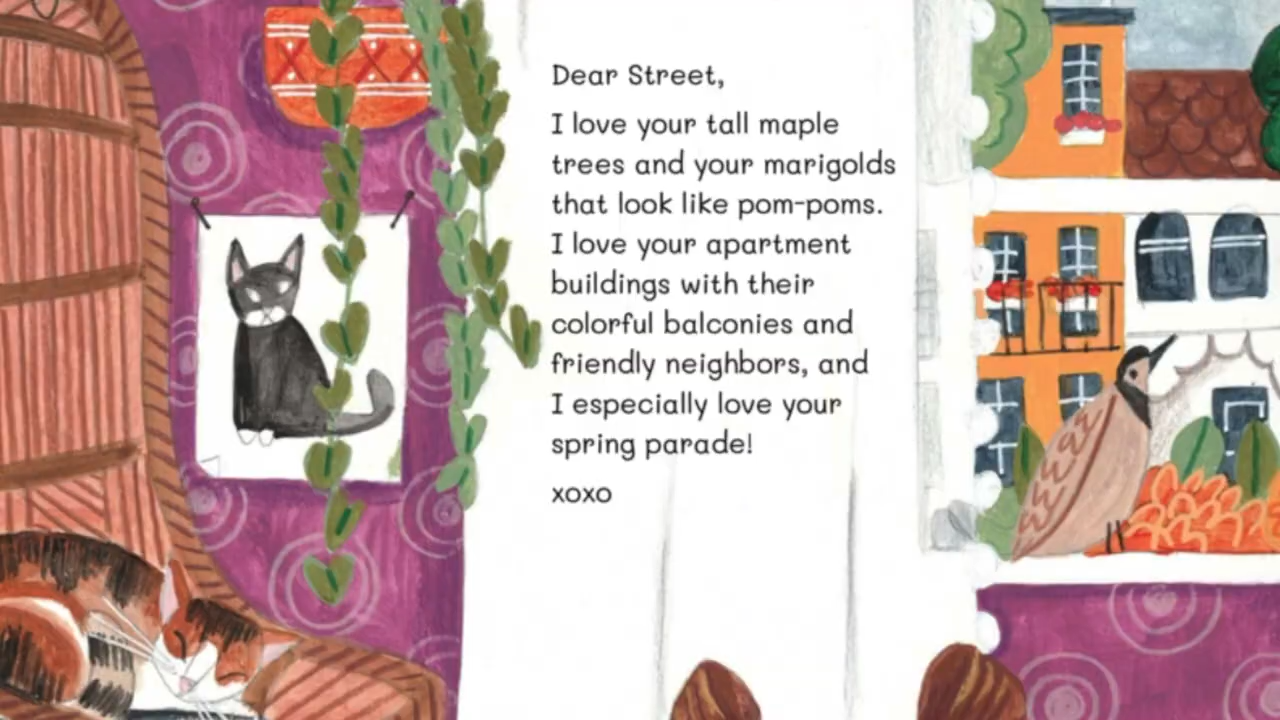 Dear Street,
I love your tall maple
trees and your marigolds
that look like pom-poms.
I love your apartment
buildings with their
colorful balconies and
friendly neighbors, and
I especially love your
spring parade!
xoxo